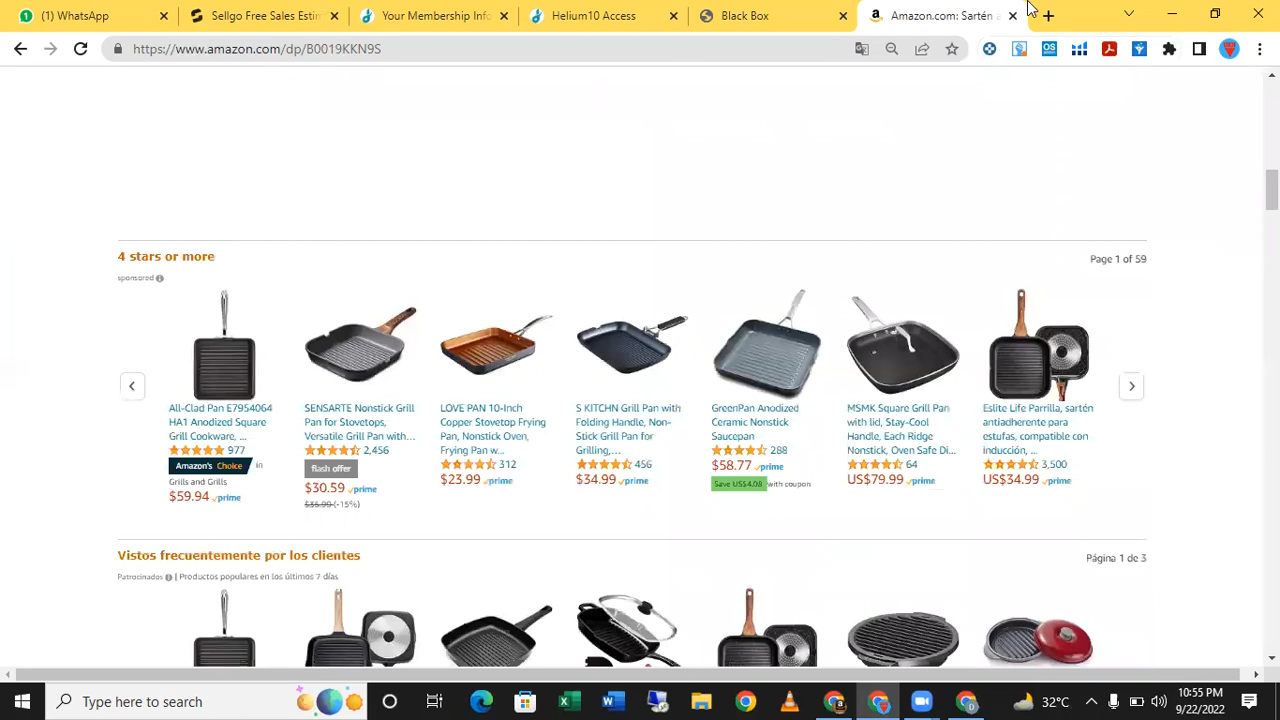 (1) WhatsApp
Sellgo Free Sales Estim
Your Membership Info
Helium10 Access
Black Box
Amazon.com: Sartén a
https://www.amazon.com/dp/B0019KKN9S
4 stars or more
Page 1 of 59
sponsored
All-Clad Pan E7954064
HA1 Anodized Square
Grill Cookware, ...
977
Amazon's Choice in
Grills and Grills
$59.94 prime
SENSARTE Nonstick Grill
Pan for Stovetops,
Versatile Grill Pan with...
2,456
flash offer
$30.59 prime
$35.99 (-15%)
LOVE PAN 10-Inch
Copper Stovetop Frying
Pan, Nonstick Oven,
Frying Pan w...
312
$23.99 prime
S KITCHN Grill Pan with
Folding Handle, Non-
Stick Grill Pan for
Grilling,...
456
$34.99 prime
GreenPan Anodized
Ceramic Nonstick
Saucepan
288
$58.77 prime
Save US$4.08 with coupon
MSMK Square Grill Pan
with lid, Stay-Cool
Handle, Each Ridge
Nonstick, Oven Safe Di...
64
US$79.99 prime
Eslite Life Parrilla, sartén
antiadherente para
estufas, compatible con
inducción, ...
3,500
US$34.99 prime
Vistos frecuentemente por los clientes
Página 1 de 3
Patrocinados | Productos populares en los últimos 7 días
Type here to search
32°C
10:55 PM
9/22/2022